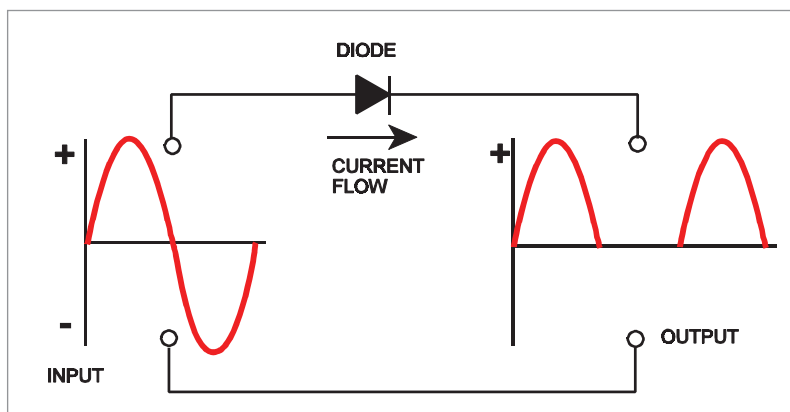 DIODE
+
+
CURRENT
FLOW
-
OUTPUT
INPUT